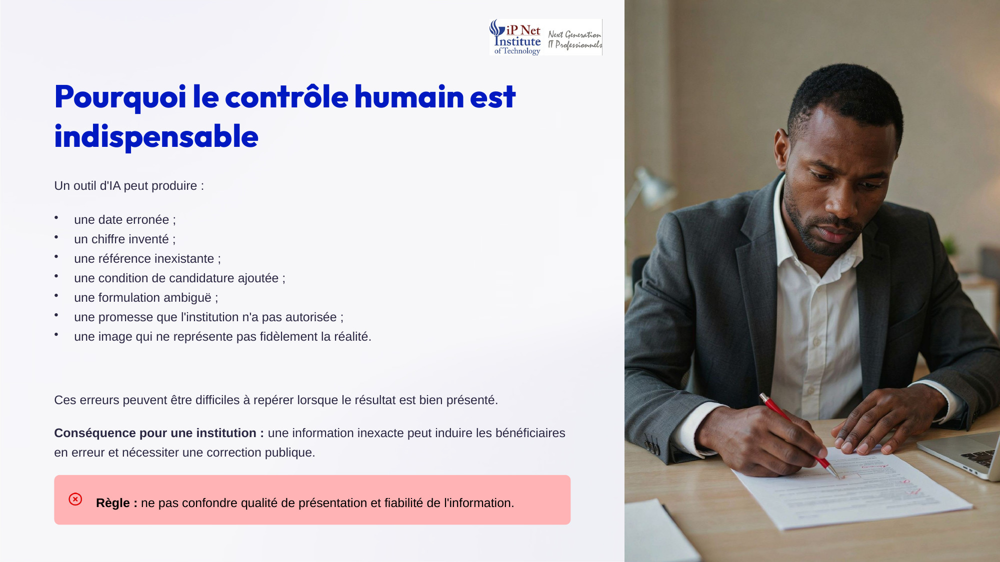 iP Net
Institute
of Technology
Next Generation
IT Professionnels
Pourquoi le contrôle humain est
indispensable
Un outil d'IA peut produire :
• une date erronée ;
• un chiffre inventé ;
• une référence inexistante ;
• une condition de candidature ajoutée ;
• une formulation ambiguë ;
• une promesse que l'institution n'a pas autorisée ;
• une image qui ne représente pas fidèlement la réalité.
Ces erreurs peuvent être difficiles à repérer lorsque le résultat est bien présenté.
Conséquence pour une institution : une information inexacte peut induire les bénéficiaires
en erreur et nécessiter une correction publique.
Règle : ne pas confondre qualité de présentation et fiabilité de l'information.